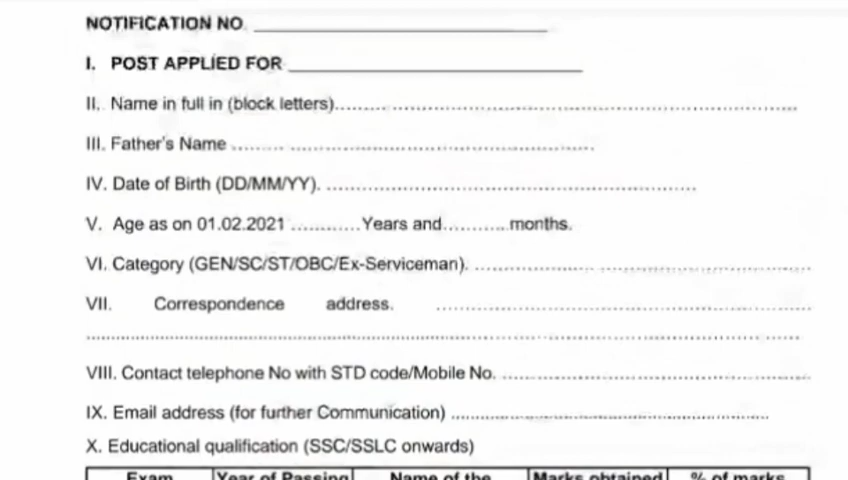 NOTIFICATION NO. ____________________
I. POST APPLIED FOR ____________________
II. Name in full in (block letters)........................................
III. Father's Name ........................................
IV. Date of Birth (DD/MM/YY). ........................................
V. Age as on 01.02.2021 ............Years and..........months.
VI. Category (GEN/SC/ST/OBC/Ex-Serviceman). ........................................
VII. Correspondence address. ........................................
................................................................................
VIII. Contact telephone No with STD code/Mobile No. ........................................
IX. Email address (for further Communication) ........................................
X. Educational qualification (SSC/SSLC onwards)
Exam Year of Passing Name of the Marks obtained % of marks